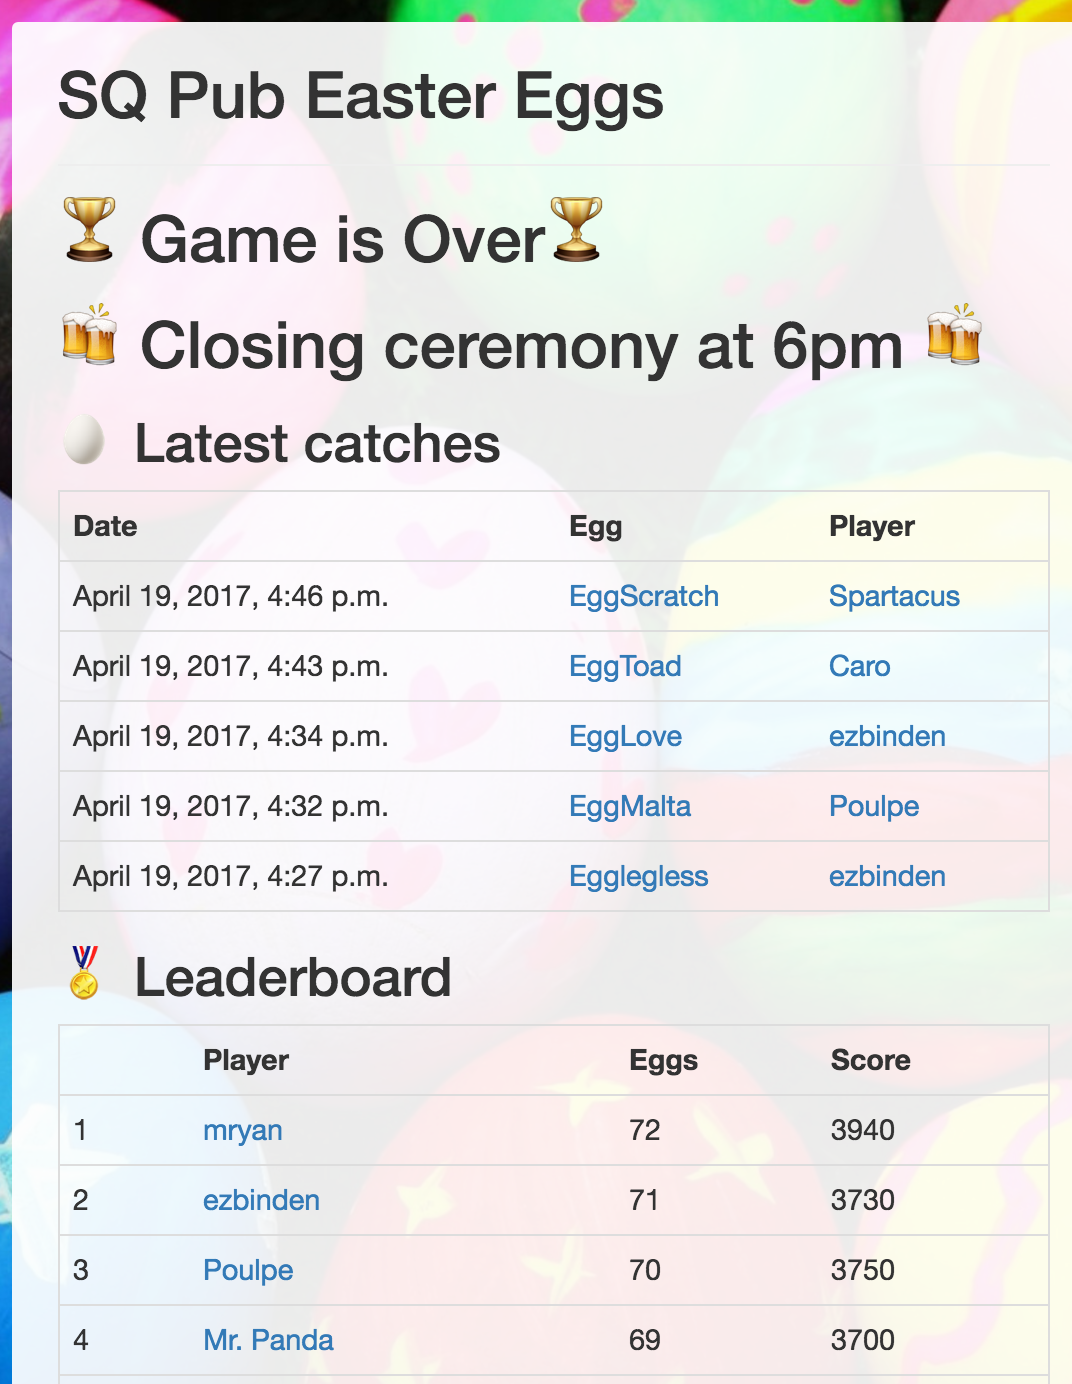 SQ Pub Easter Eggs
🏆 Game is Over🏆
🍻 Closing ceremony at 6pm 🍻
🥚 Latest catches
Date Egg Player
April 19, 2017, 4:46 p.m. EggScratch Spartacus
April 19, 2017, 4:43 p.m. EggToad Caro
April 19, 2017, 4:34 p.m. EggLove ezbinden
April 19, 2017, 4:32 p.m. EggMalta Poulpe
April 19, 2017, 4:27 p.m. Egglegless ezbinden
🏅 Leaderboard
Player Eggs Score
1 mryan 72 3940
2 ezbinden 71 3730
3 Poulpe 70 3750
4 Mr. Panda 69 3700